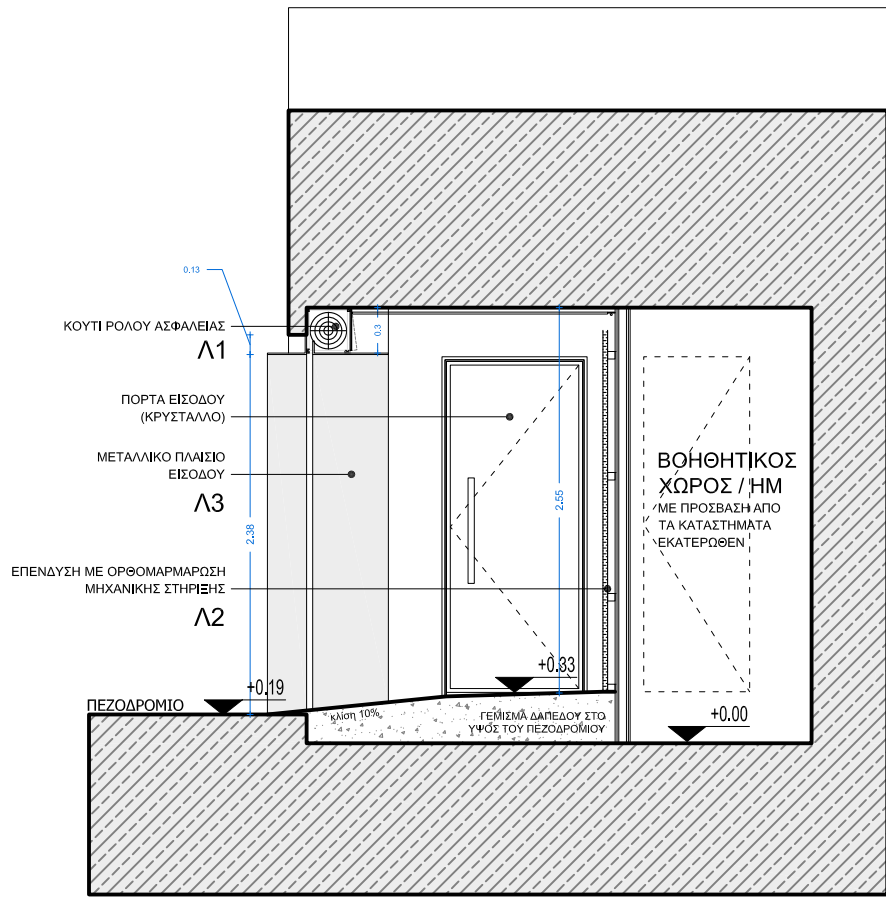 0.13
ΚΟΥΤΙ ΡΟΛΟΥ ΑΣΦΑΛΕΙΑΣ
Λ1
0.3
ΠΟΡΤΑ ΕΙΣΟΔΟΥ
(ΚΡΥΣΤΑΛΛΟ)
ΜΕΤΑΛΛΙΚΟ ΠΛΑΙΣΙΟ
ΕΙΣΟΔΟΥ
Λ3
2.38
2.55
ΒΟΗΘΗΤΙΚΟΣ
ΧΩΡΟΣ / ΗΜ
ΜΕ ΠΡΟΣΒΑΣΗ ΑΠΟ
ΤΑ ΚΑΤΑΣΤΗΜΑΤΑ
ΕΚΑΤΕΡΩΘΕΝ
ΕΠΕΝΔΥΣΗ ΜΕ ΟΡΘΟΜΑΡΜΑΡΩΣΗ
ΜΗΧΑΝΙΚΗΣ ΣΤΗΡΙΞΗΣ
Λ2
+0.33
+0.19
ΠΕΖΟΔΡΟΜΙΟ
κλίση 10%
ΓΕΜΙΣΜΑ ΔΑΠΕΔΟΥ ΣΤΟ
ΥΨΟΣ ΤΟΥ ΠΕΖΟΔΡΟΜΙΟΥ
+0.00